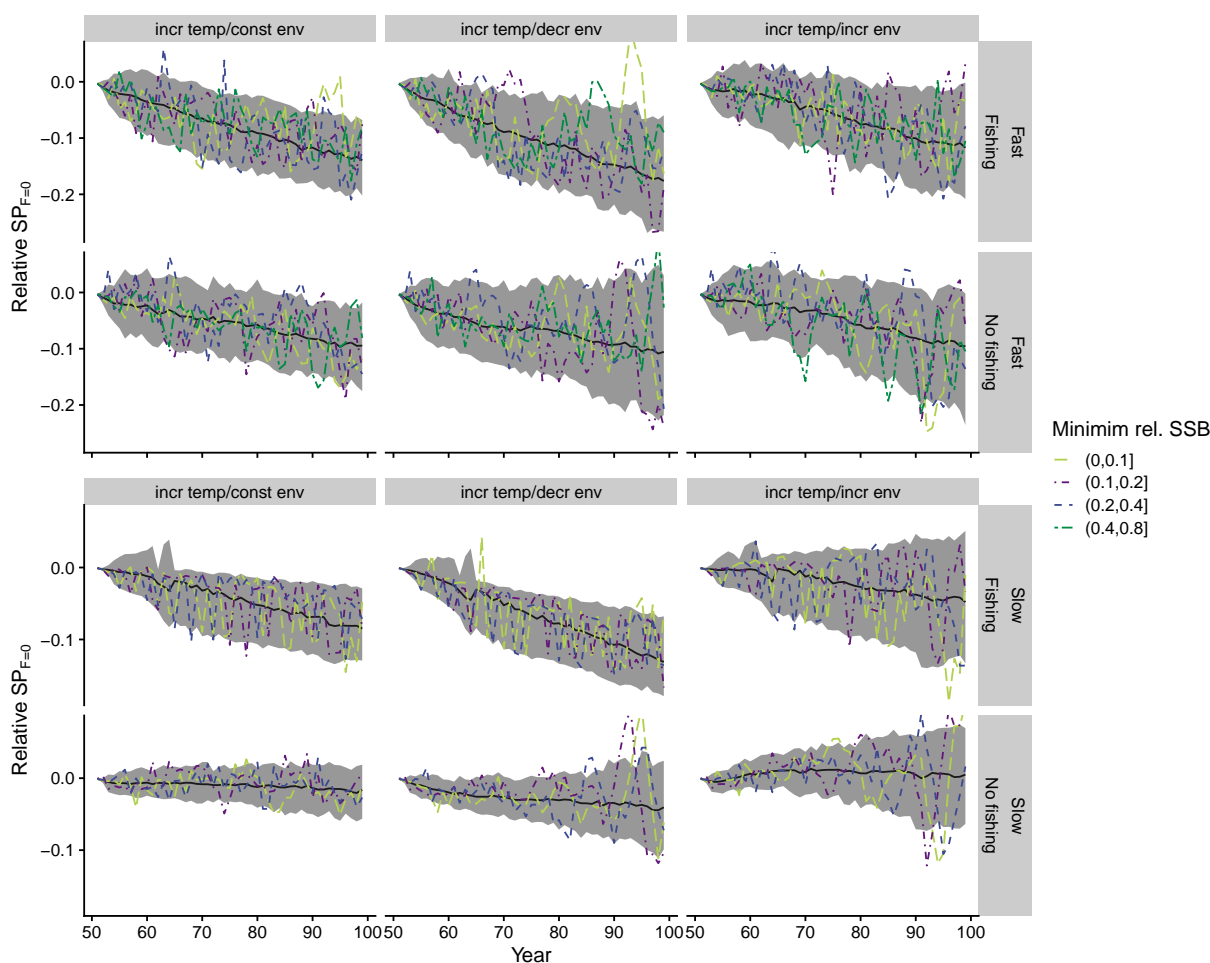 incr temp/const env incr temp/decr env incr temp/incr env
0.0
−0.1
−0.2
Fast
Fishing
Relative SP_F=0
0.0
−0.1
−0.2
Fast
No fishing
Minimim rel. SSB
(0,0.1]
(0.1,0.2]
(0.2,0.4]
(0.4,0.8]
incr temp/const env incr temp/decr env incr temp/incr env
0.0
−0.1
Slow
Fishing
Relative SP_F=0
0.0
−0.1
Slow
No fishing
50 60 70 80 90 100 50 60 70 80 90 100 50 60 70 80 90 100
Year